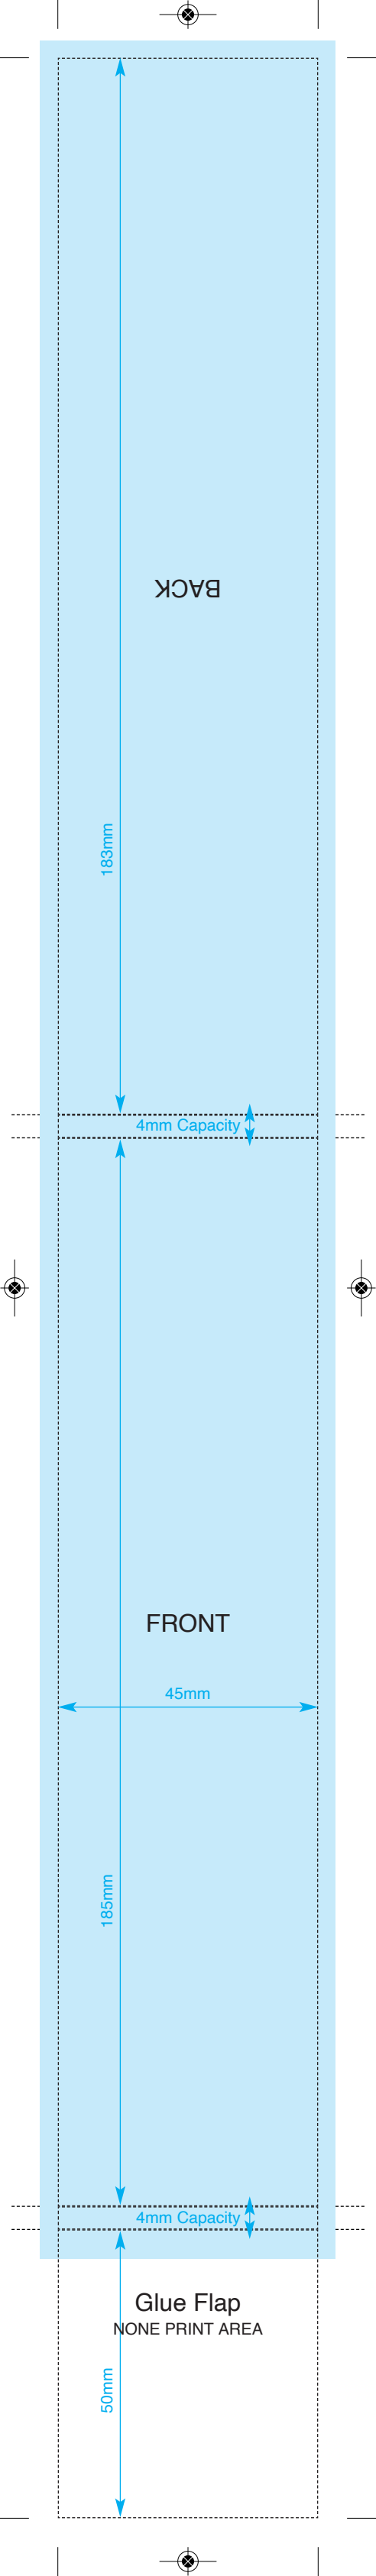 BACK
183mm
4mm Capacity
FRONT
45mm
185mm
4mm Capacity
Glue Flap
NONE PRINT AREA
50mm